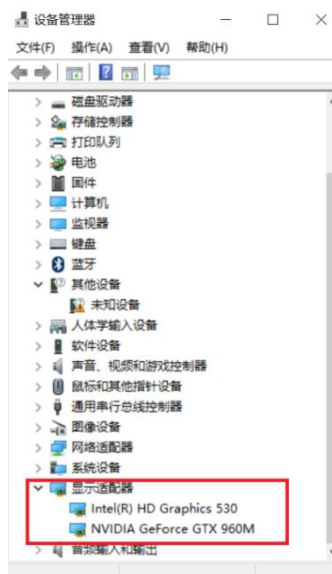 设备管理器
文件(F) 操作(A) 查看(V) 帮助(H)
磁盘驱动器
存储控制器
打印队列
电池
固件
计算机
监视器
键盘
蓝牙
其他设备
未知设备
人体学输入设备
软件设备
声音、视频和游戏控制器
鼠标和其他指针设备
通用串行总线控制器
图像设备
网络适配器
系统设备
显示适配器
Intel(R) HD Graphics 530
NVIDIA GeForce GTX 960M
音频输入和输出